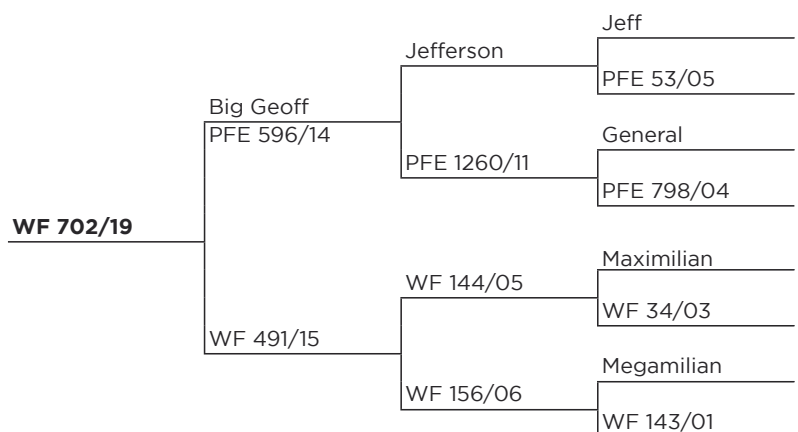 Jeff
Jefferson
PFE 53/05
Big Geoff
PFE 596/14
General
PFE 1260/11
PFE 798/04
WF 702/19
Maximilian
WF 144/05
WF 34/03
WF 491/15
Megamilian
WF 156/06
WF 143/01